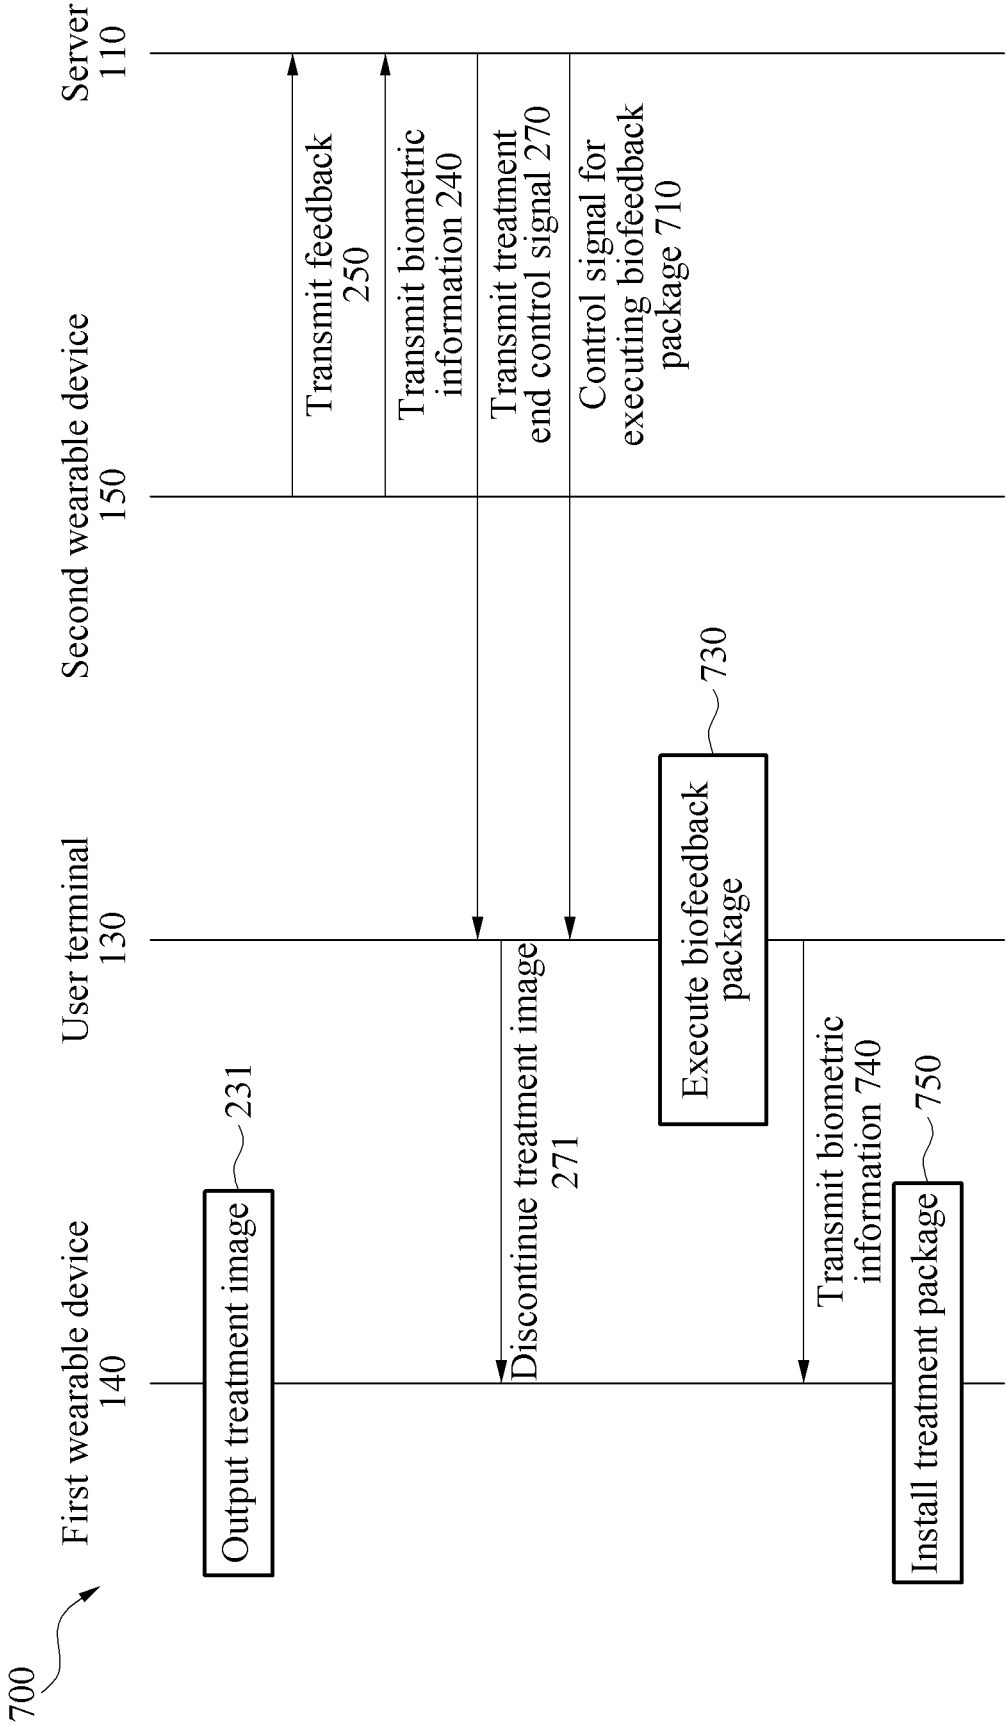 700
First wearable device
140
User terminal
130
Second wearable device
150
Server
110
Output treatment image
231
Transmit feedback
250
Transmit biometric
information 240
Transmit treatment
end control signal 270
Discontinue treatment image
271
Control signal for
executing biofeedback
package 710
Execute biofeedback
package
730
Transmit biometric
information 740
Install treatment package
750